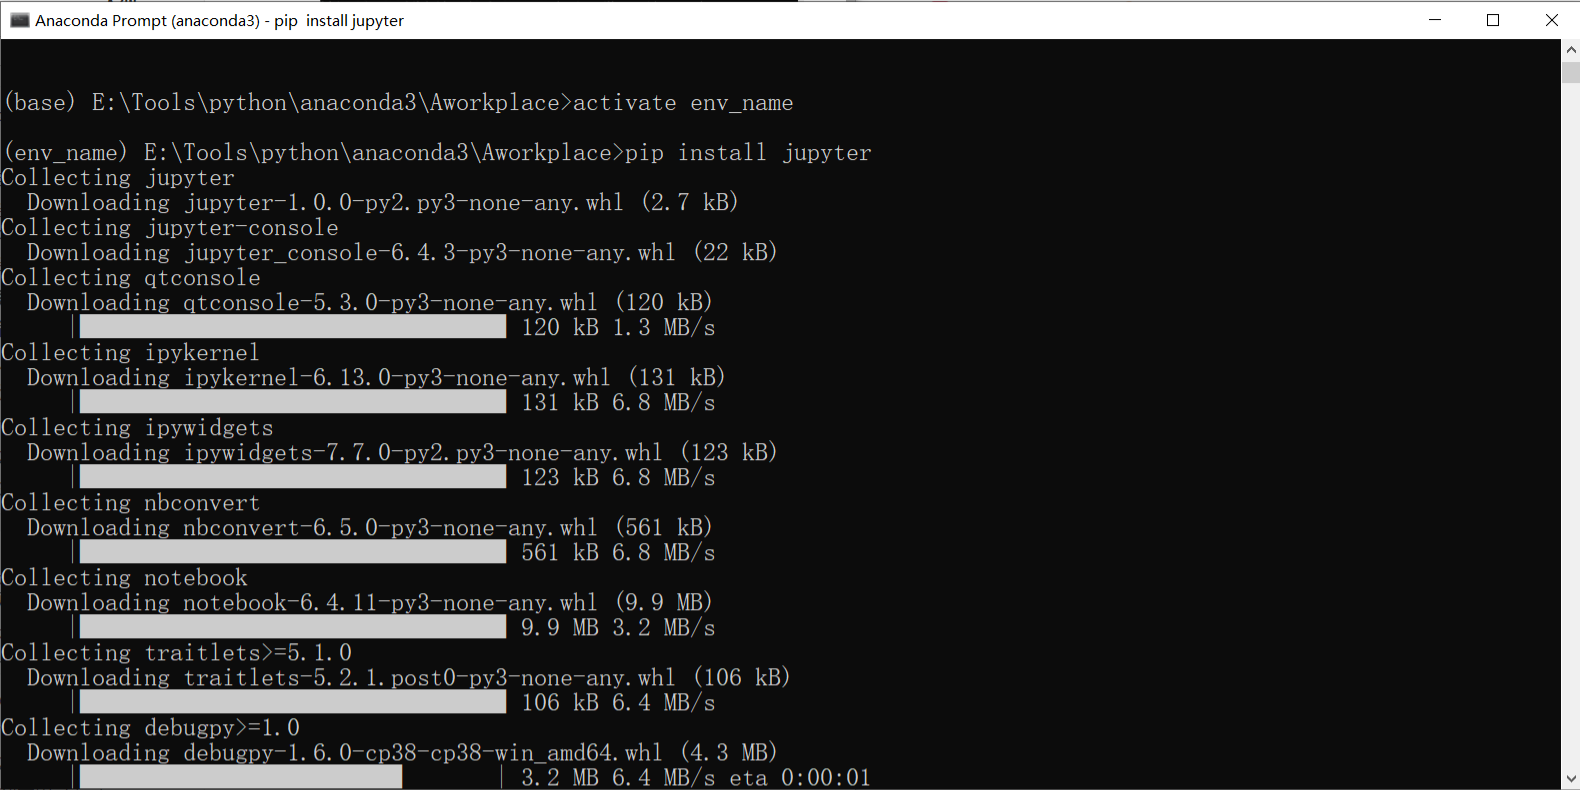 Anaconda Prompt (anaconda3) - pip  install jupyter
(base) E:\Tools\python\anaconda3\Aworkplace>activate env_name
(env_name) E:\Tools\python\anaconda3\Aworkplace>pip install jupyter
Collecting jupyter
Downloading jupyter-1.0.0-py2.py3-none-any.whl (2.7 kB)
Collecting jupyter-console
Downloading jupyter_console-6.4.3-py3-none-any.whl (22 kB)
Collecting qtconsole
Downloading qtconsole-5.3.0-py3-none-any.whl (120 kB)
120 kB 1.3 MB/s
Collecting ipykernel
Downloading ipykernel-6.13.0-py3-none-any.whl (131 kB)
131 kB 6.8 MB/s
Collecting ipywidgets
Downloading ipywidgets-7.7.0-py2.py3-none-any.whl (123 kB)
123 kB 6.8 MB/s
Collecting nbconvert
Downloading nbconvert-6.5.0-py3-none-any.whl (561 kB)
561 kB 6.8 MB/s
Collecting notebook
Downloading notebook-6.4.11-py3-none-any.whl (9.9 MB)
9.9 MB 3.2 MB/s
Collecting traitlets>=5.1.0
Downloading traitlets-5.2.1.post0-py3-none-any.whl (106 kB)
106 kB 6.4 MB/s
Collecting debugpy>=1.0
Downloading debugpy-1.6.0-cp38-cp38-win_amd64.whl (4.3 MB)
3.2 MB 6.4 MB/s eta 0:00:01